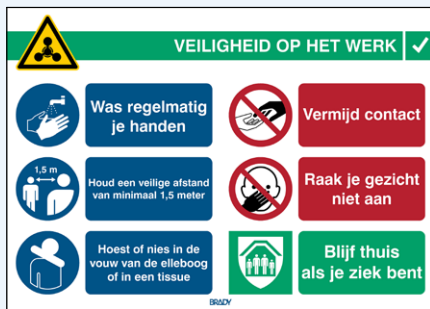 VEILIGHEID OP HET WERK
Was regelmatig
je handen
Vermijd contact
1,5 m
Houd een veilige afstand
van minimaal 1,5 meter
Raak je gezicht
niet aan
Hoest of nies in de
vouw van de elleboog
of in een tissue
Blijf thuis
als je ziek bent
BRADY